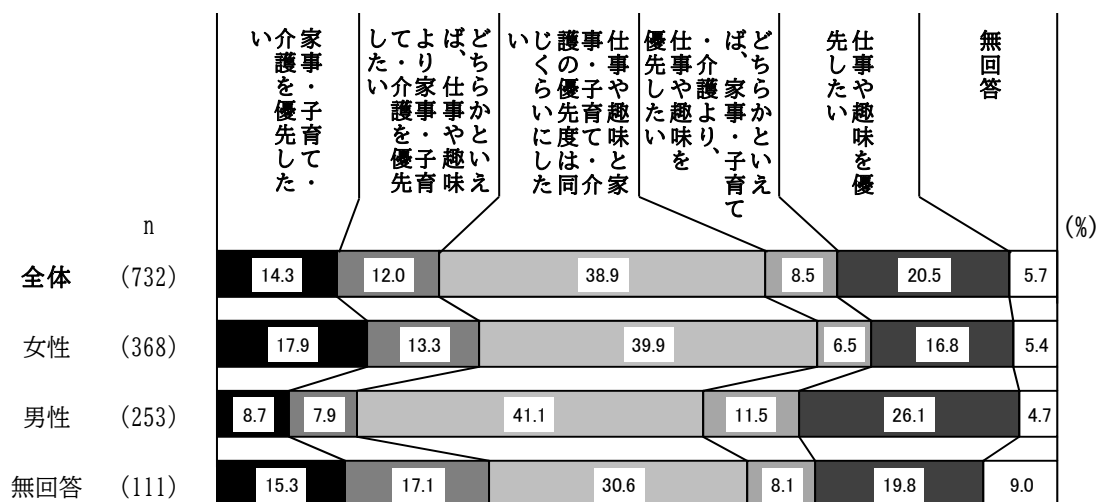 家事・子育て・
介護を優先した
い
どちらかといえ
ば、仕事や趣味
より家事・子育
て・介護を優先
したい
仕事や趣味と家
事・子育て・介
護の優先度は同
じくらいにした
い
どちらかといえ
ば、家事・子育て
・介護より、
仕事や趣味を
優先したい
仕事や趣味を優
先したい
無回答
n
(%)
全体 (732) 14.3 12.0 38.9 8.5 20.5 5.7
女性 (368) 17.9 13.3 39.9 6.5 16.8 5.4
男性 (253) 8.7 7.9 41.1 11.5 26.1 4.7
無回答 (111) 15.3 17.1 30.6 8.1 19.8 9.0